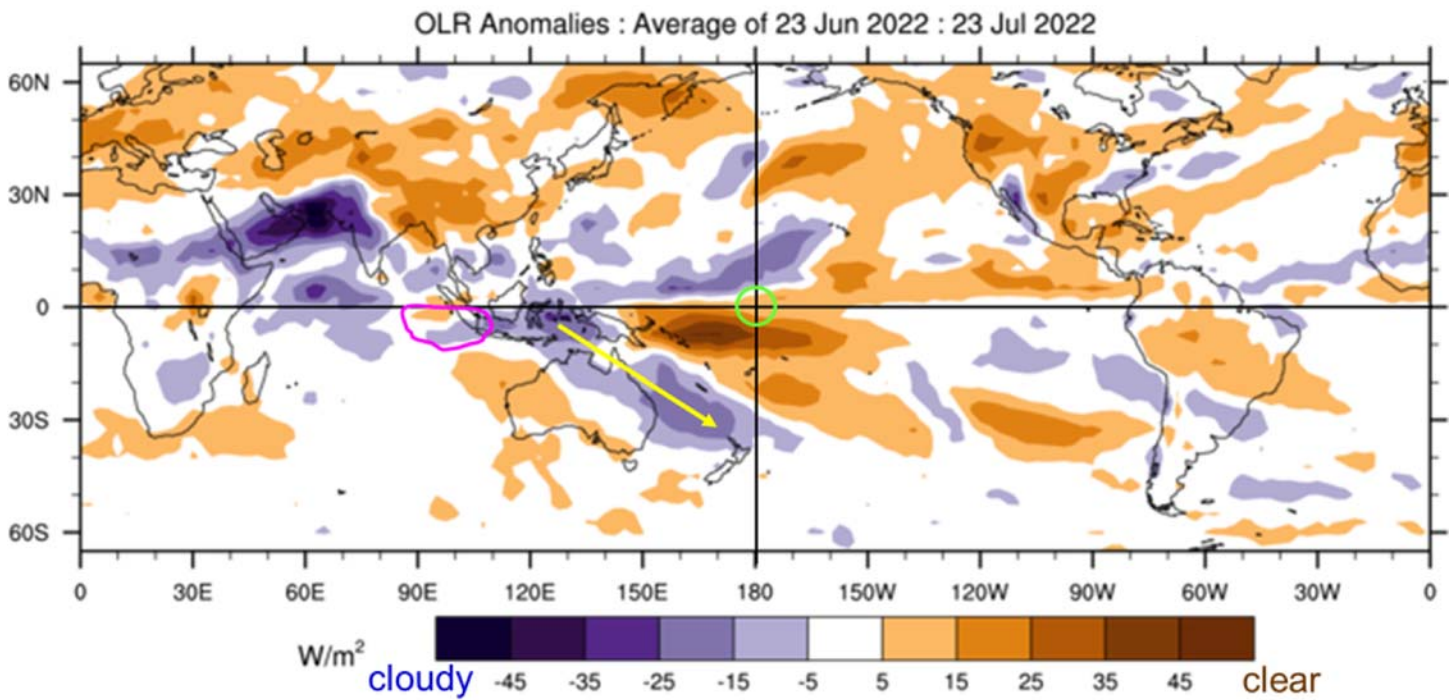 OLR Anomalies : Average of 23 Jun 2022 : 23 Jul 2022
60N
30N
0
30S
60S
0 30E 60E 90E 120E 150E 180 150W 120W 90W 60W 30W 0
W/m² cloudy -45 -35 -25 -15 -5 5 15 25 35 45 clear